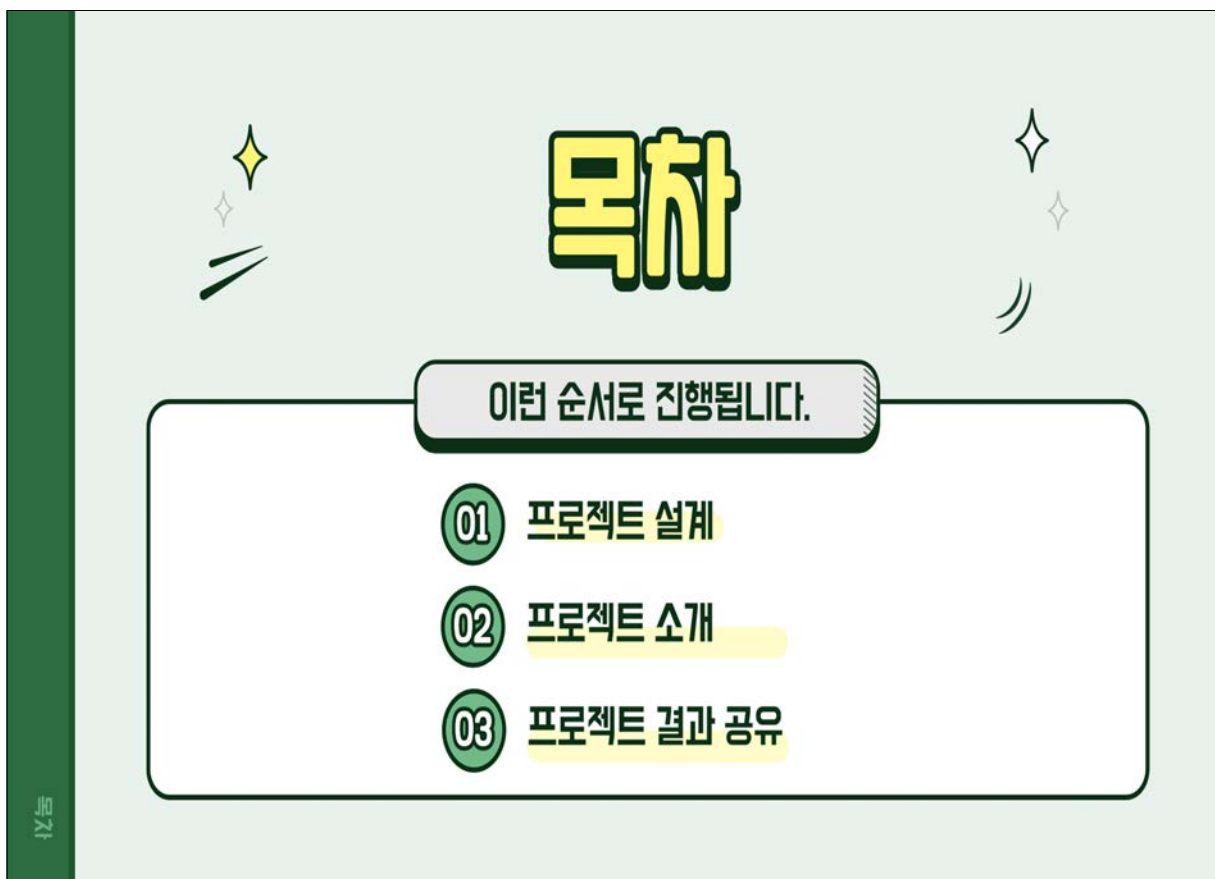 목차
이런 순서로 진행됩니다.
01 프로젝트 설계
02 프로젝트 소개
03 프로젝트 결과 공유
목차